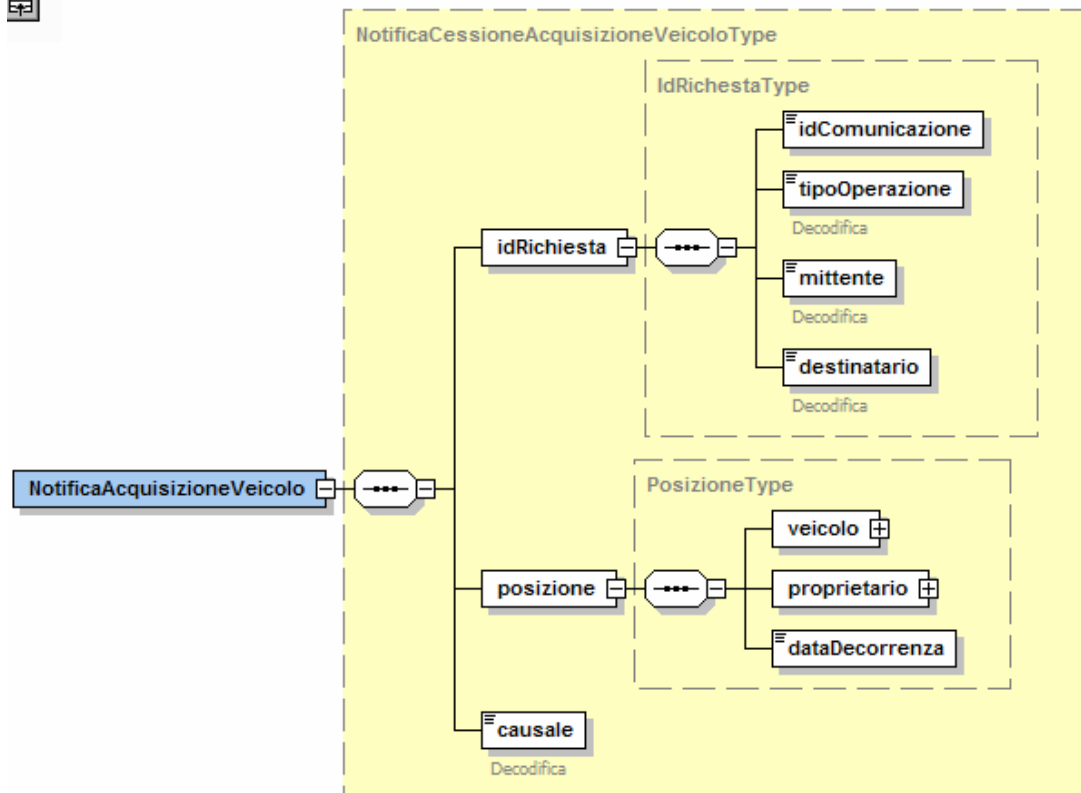 NotificaCessioneAcquisizioneVeicoloType
IdRichestaType
idComunicazione
tipoOperazione
Decodifica
idRichiesta
mittente
Decodifica
destinatario
Decodifica
NotificaAcquisizioneVeicolo
PosizioneType
veicolo
posizione
proprietario
dataDecorrenza
causale
Decodifica